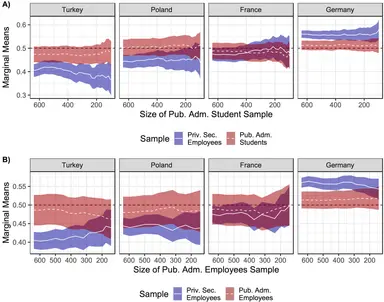 A)
Turkey Poland France Germany
Marginal Means
0.6
0.5
0.4
0.3
600 400 200 600 400 200 600 400 200 600 400 200
Size of Pub. Adm. Student Sample
Sample Priv. Sec. Employees Pub. Adm. Students
B)
Turkey Poland France Germany
Marginal Means
0.55
0.50
0.45
0.40
600 500 400 300 200 600 500 400 300 200 600 500 400 300 200 600 500 400 300 200
Size of Pub. Adm. Employees Sample
Sample Priv. Sec. Employees Pub. Adm. Employees